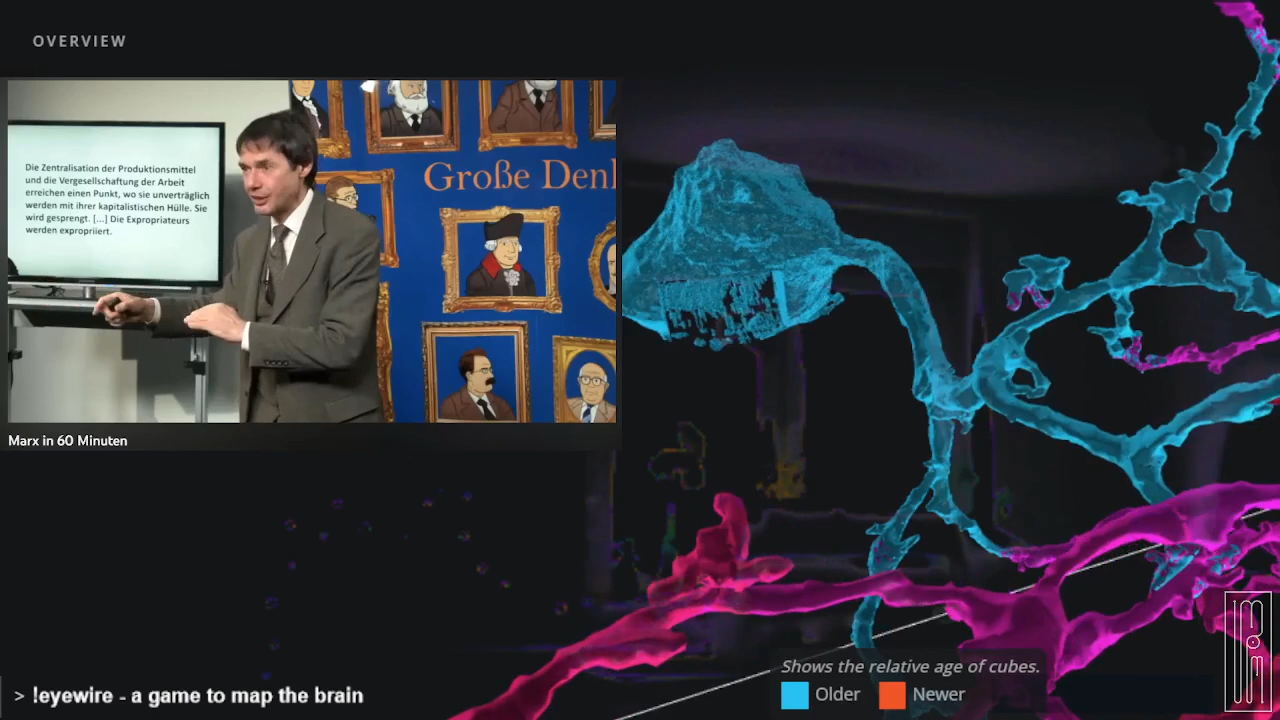 OVERVIEW
Die Zentralisation der Produktionsmittel
und die Vergesellschaftung der Arbeit
erreichen einen Punkt, wo sie unverträglich
werden mit ihrer kapitalistischen Hülle. Sie
wird gesprengt. [...] Die Expropriateurs
werden expropriiert.
Große Den
Marx in 60 Minuten
Shows the relative age of cubes.
Older Newer
> !eyewire - a game to map the brain